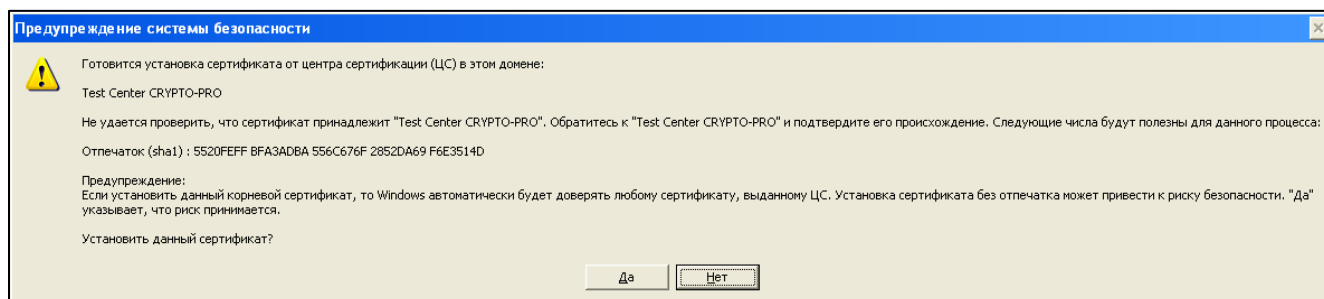 Предупреждение системы безопасности
Готовится установка сертификата от центра сертификации (ЦС) в этом домене:
Test Center CRYPTO-PRO
Не удается проверить, что сертификат принадлежит "Test Center CRYPTO-PRO". Обратитесь к "Test Center CRYPTO-PRO" и подтвердите его происхождение. Следующие числа будут полезны для данного процесса:
Отпечаток (sha1) : 5520FEFF BFA3ADBA 556C676F 2852DA69 F6E3514D
Предупреждение:
Если установить данный корневой сертификат, то Windows автоматически будет доверять любому сертификату, выданному ЦС. Установка сертификата без отпечатка может привести к риску безопасности. "Да"
указывает, что риск принимается.
Установить данный сертификат?
Да
Нет